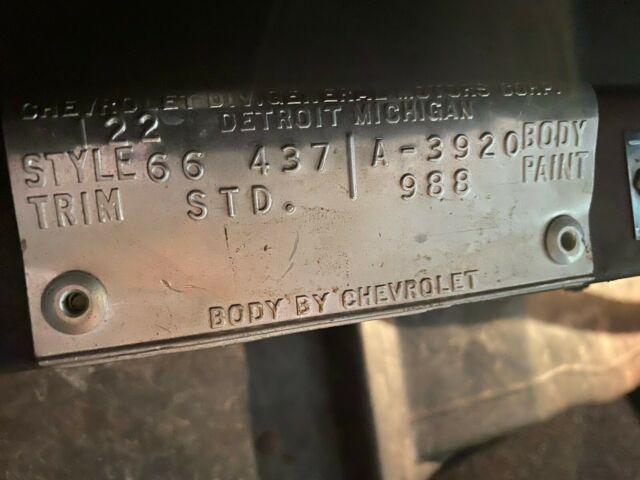 CHEVROLET DIV. GENERAL MOTORS CORP.
122 DETROIT MICHIGAN
STYLE 66 437 A-3920 BODY
TRIM STD. 988 PAINT
BODY BY CHEVROLET